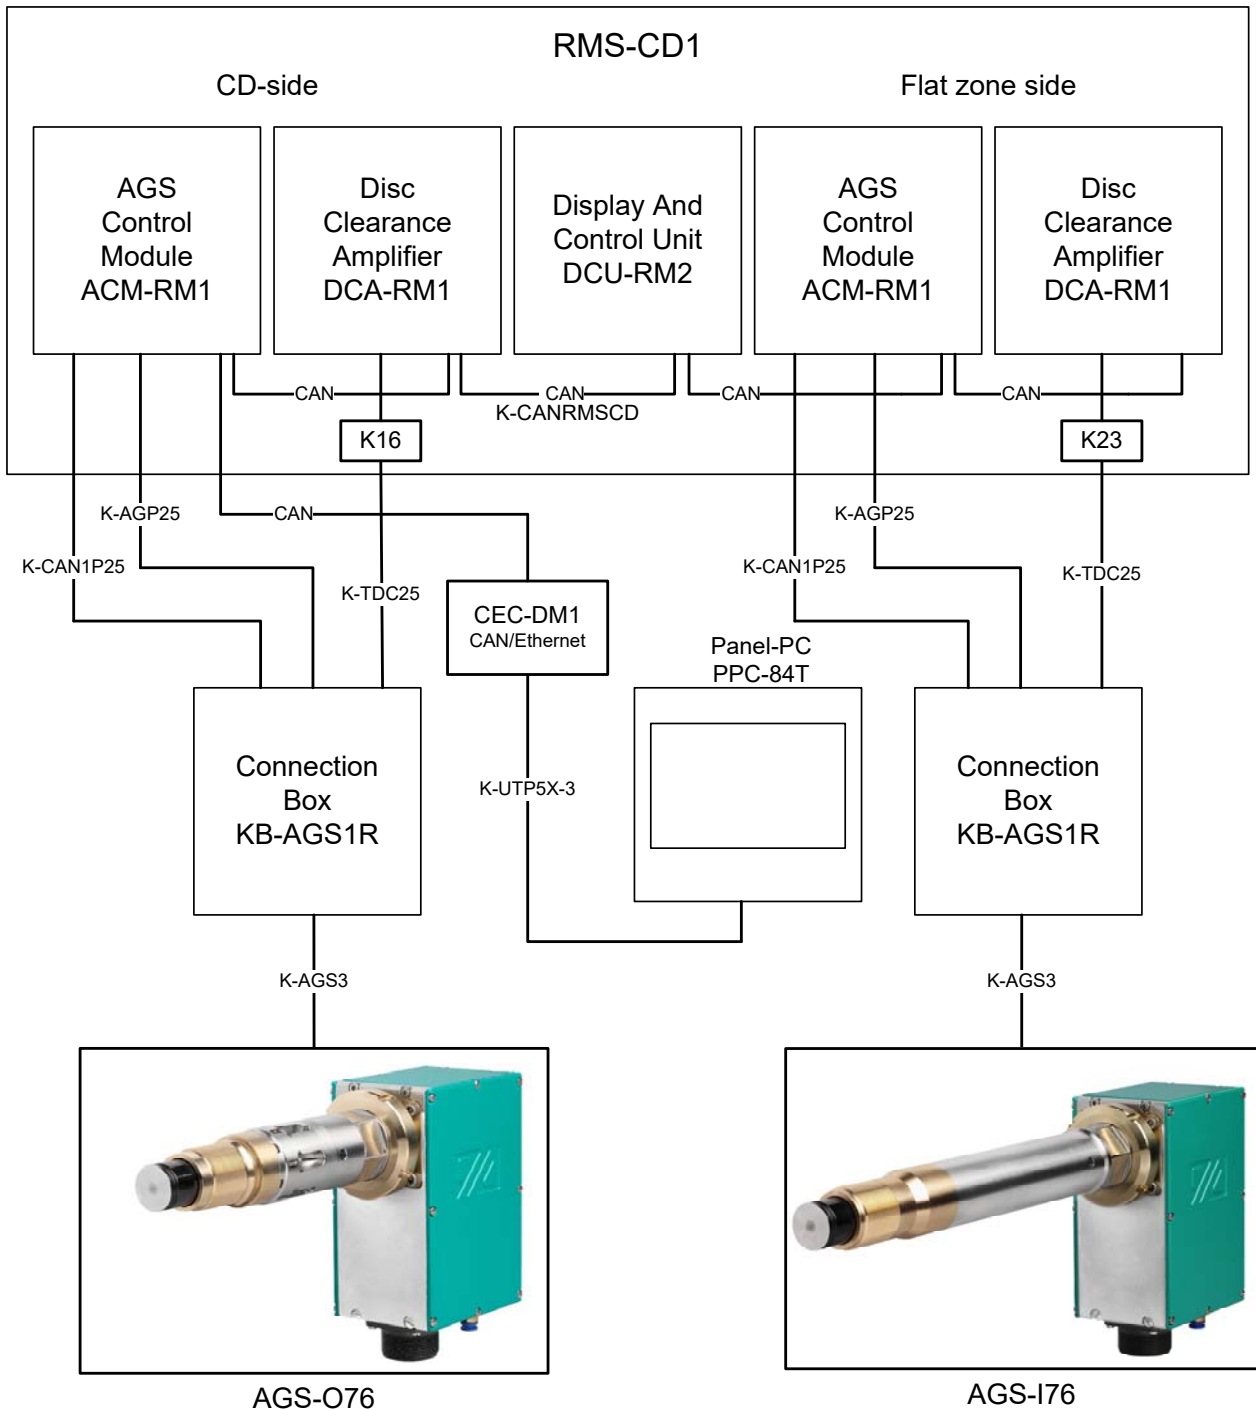 RMS-CD1
CD-side
Flat zone side
AGS
Control
Module
ACM-RM1
Disc
Clearance
Amplifier
DCA-RM1
Display And
Control Unit
DCU-RM2
AGS
Control
Module
ACM-RM1
Disc
Clearance
Amplifier
DCA-RM1
CAN
CAN
K-CANRMSCD
CAN
CAN
K16
K23
K-AGP25
CAN
K-AGP25
K-CAN1P25
K-TDC25
K-CAN1P25
K-TDC25
CEC-DM1
CAN/Ethernet
Panel-PC
PPC-84T
Connection
Box
KB-AGS1R
K-UTP5X-3
Connection
Box
KB-AGS1R
K-AGS3
K-AGS3
AGS-O76
AGS-I76